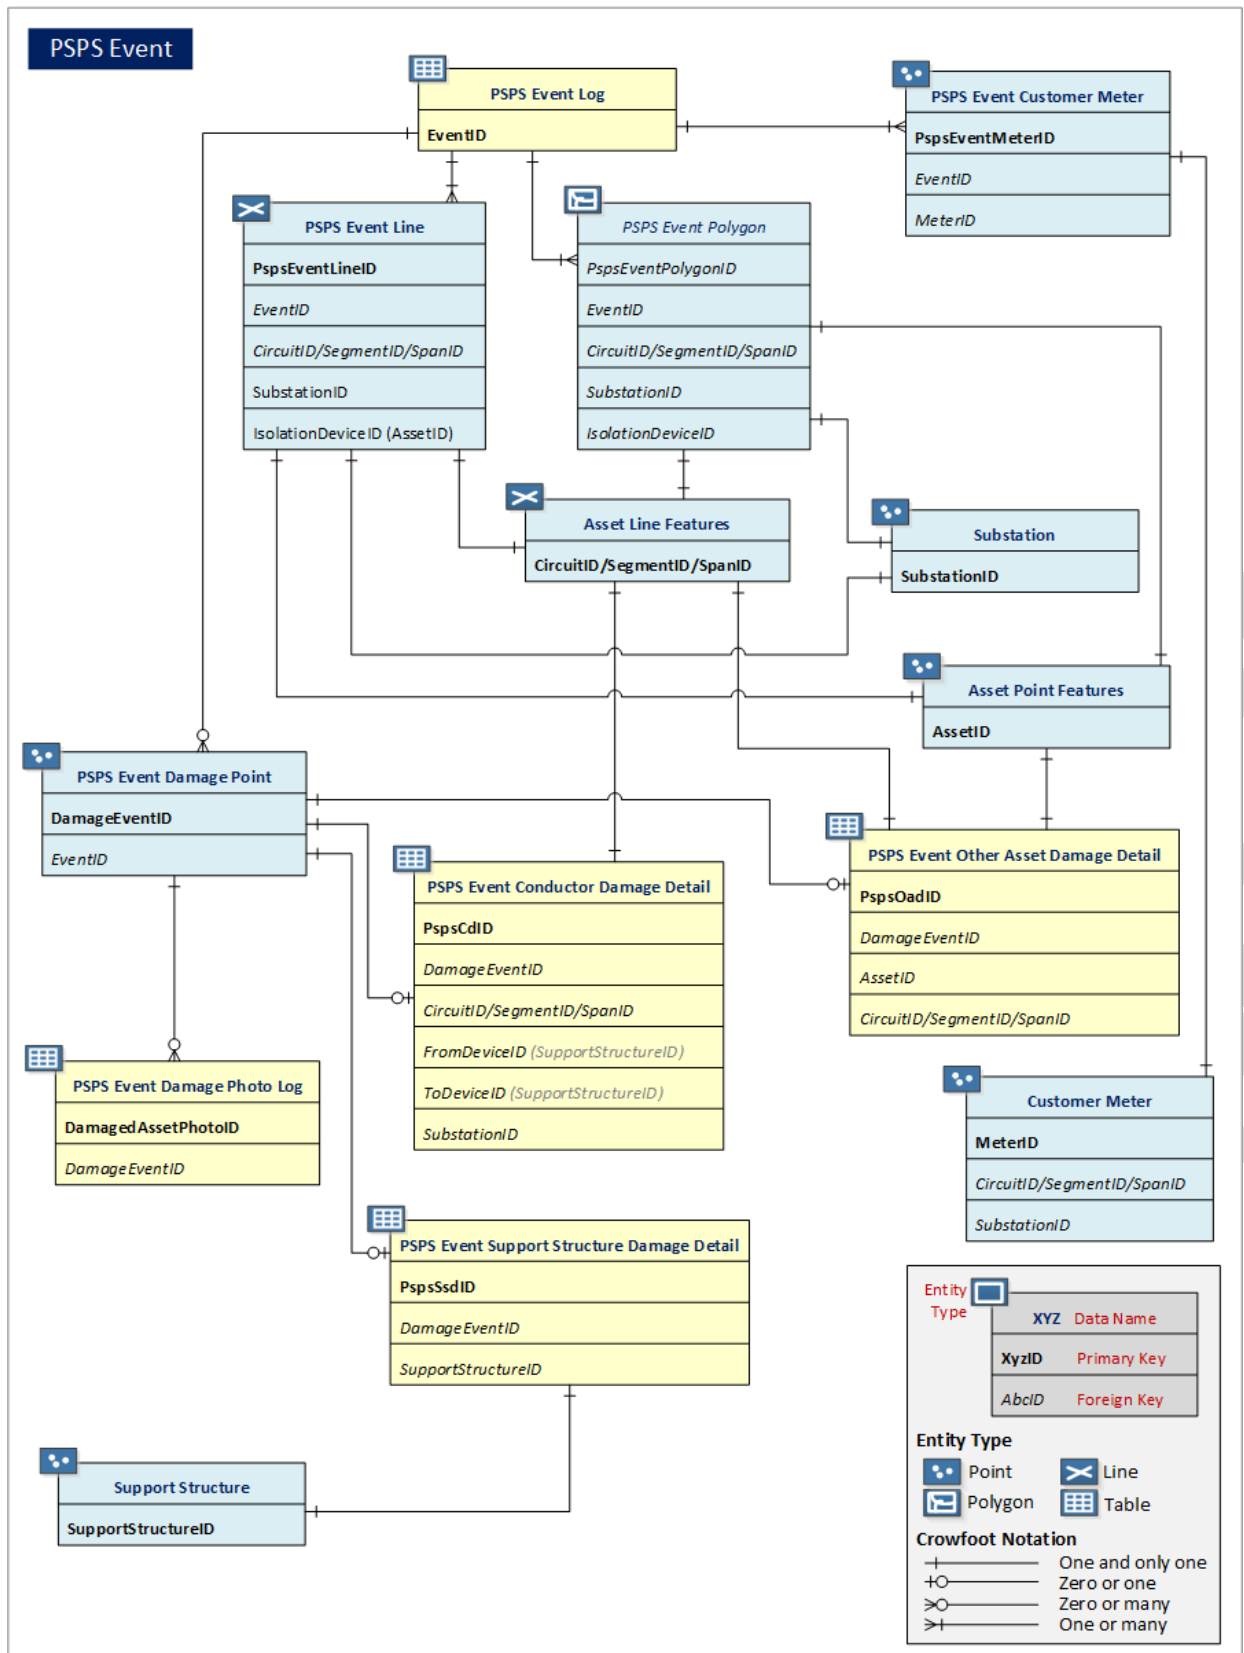 PSPS Event
PSPS Event Log
EventID
PSPS Event Customer Meter
PspsEventMeterID
EventID
MeterID
PSPS Event Line
PspsEventLineID
EventID
CircuitID/SegmentID/SpanID
SubstationID
IsolationDeviceID (AssetID)
PSPS Event Polygon
PspsEventPolygonID
EventID
CircuitID/SegmentID/SpanID
SubstationID
IsolationDeviceID
Asset Line Features
CircuitID/SegmentID/SpanID
Substation
SubstationID
Asset Point Features
AssetID
PSPS Event Damage Point
DamageEventID
EventID
PSPS Event Other Asset Damage Detail
PspsOadID
DamageEventID
AssetID
CircuitID/SegmentID/SpanID
PSPS Event Conductor Damage Detail
PspsCdID
DamageEventID
CircuitID/SegmentID/SpanID
FromDeviceID (SupportStructureID)
ToDeviceID (SupportStructureID)
SubstationID
PSPS Event Damage Photo Log
DamagedAssetPhotoID
DamageEventID
Customer Meter
MeterID
CircuitID/SegmentID/SpanID
SubstationID
PSPS Event Support Structure Damage Detail
PspsSsdID
DamageEventID
SupportStructureID
Support Structure
SupportStructureID
Entity
Type
XYZ Data Name
XyzID Primary Key
AbcID Foreign Key
Entity Type
Point
Line
Polygon
Table
Crowfoot Notation
One and only one
Zero or one
Zero or many
One or many